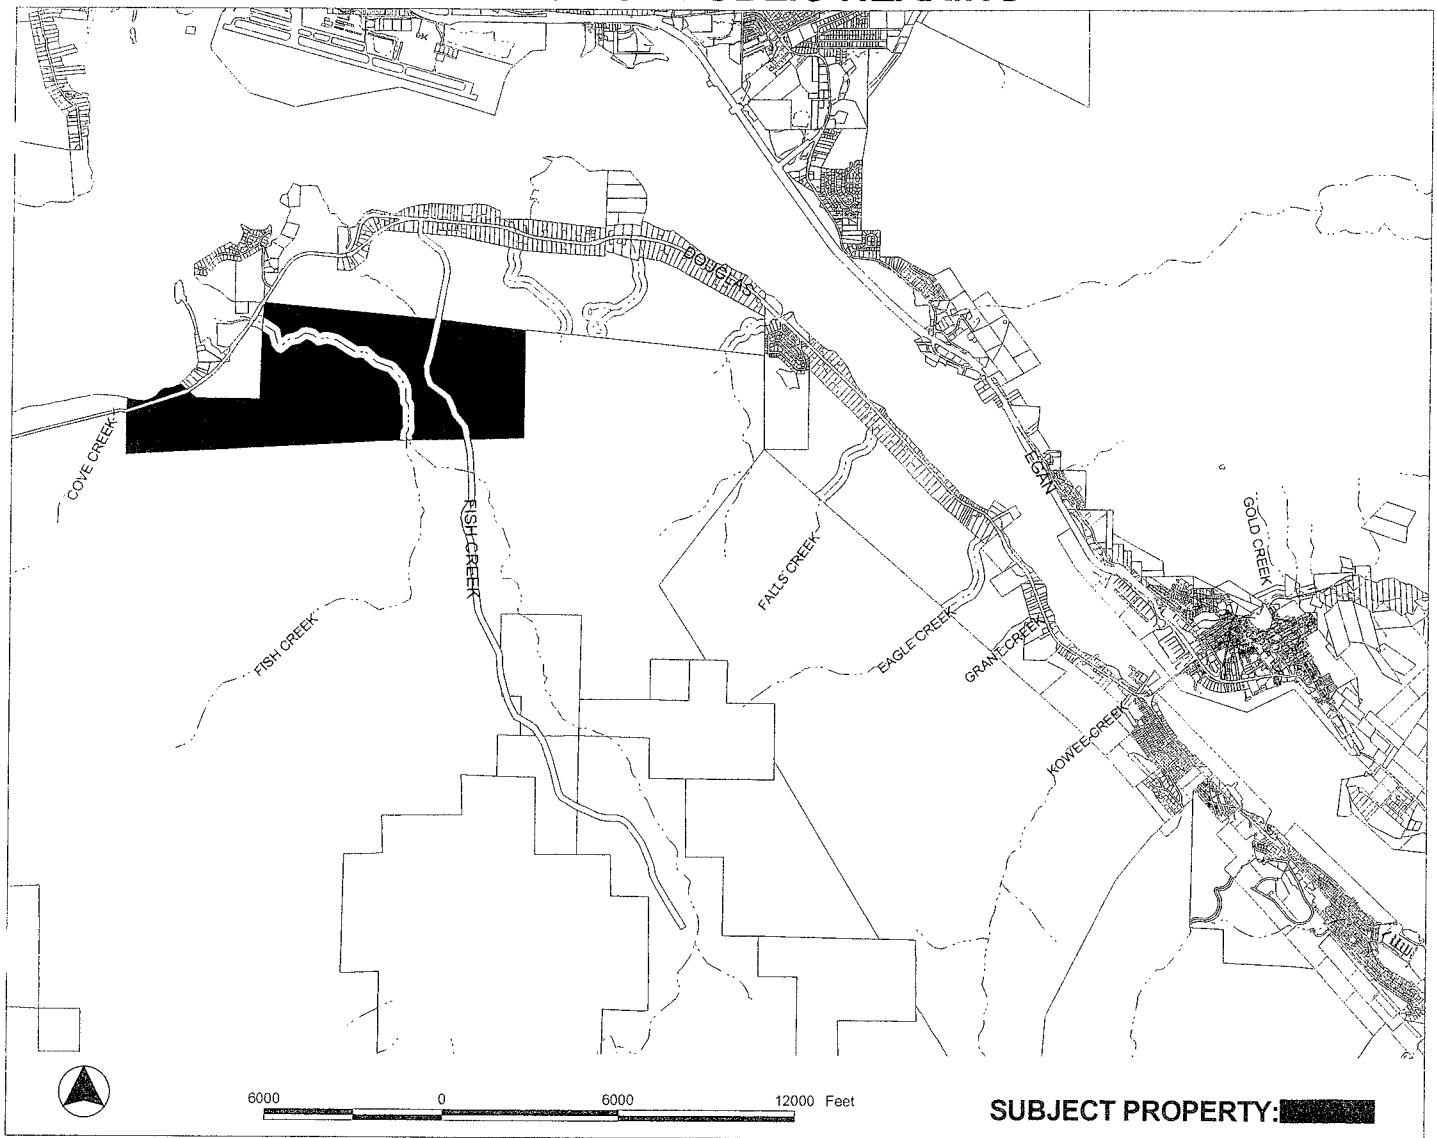 DOUGLAS
EGAN
COVE CREEK
FISH CREEK
GOLD CREEK
FALLS CREEK
FISH CREEK
EAGLE CREEK
GRANT CREEK
KOWEE CREEK
6000 0 6000 12000 Feet
SUBJECT PROPERTY: